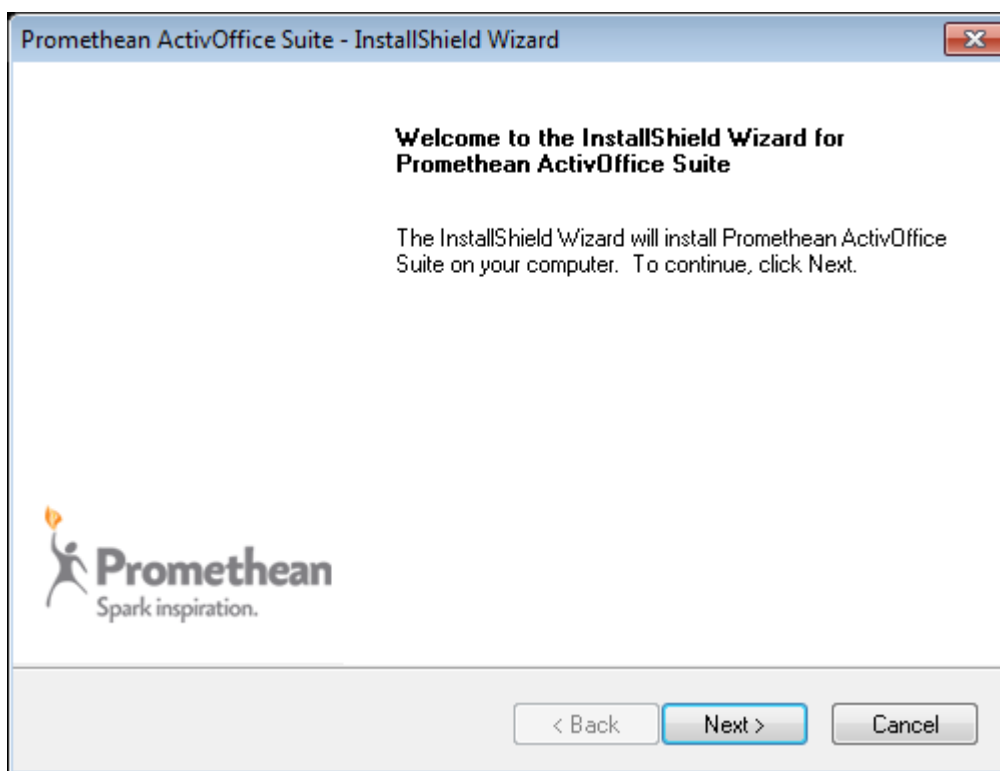 Promethean ActivOffice Suite - InstallShield Wizard
Welcome to the InstallShield Wizard for
Promethean ActivOffice Suite
The InstallShield Wizard will install Promethean ActivOffice
Suite on your computer.  To continue, click Next.
Promethean
Spark inspiration.
< Back
Next >
Cancel